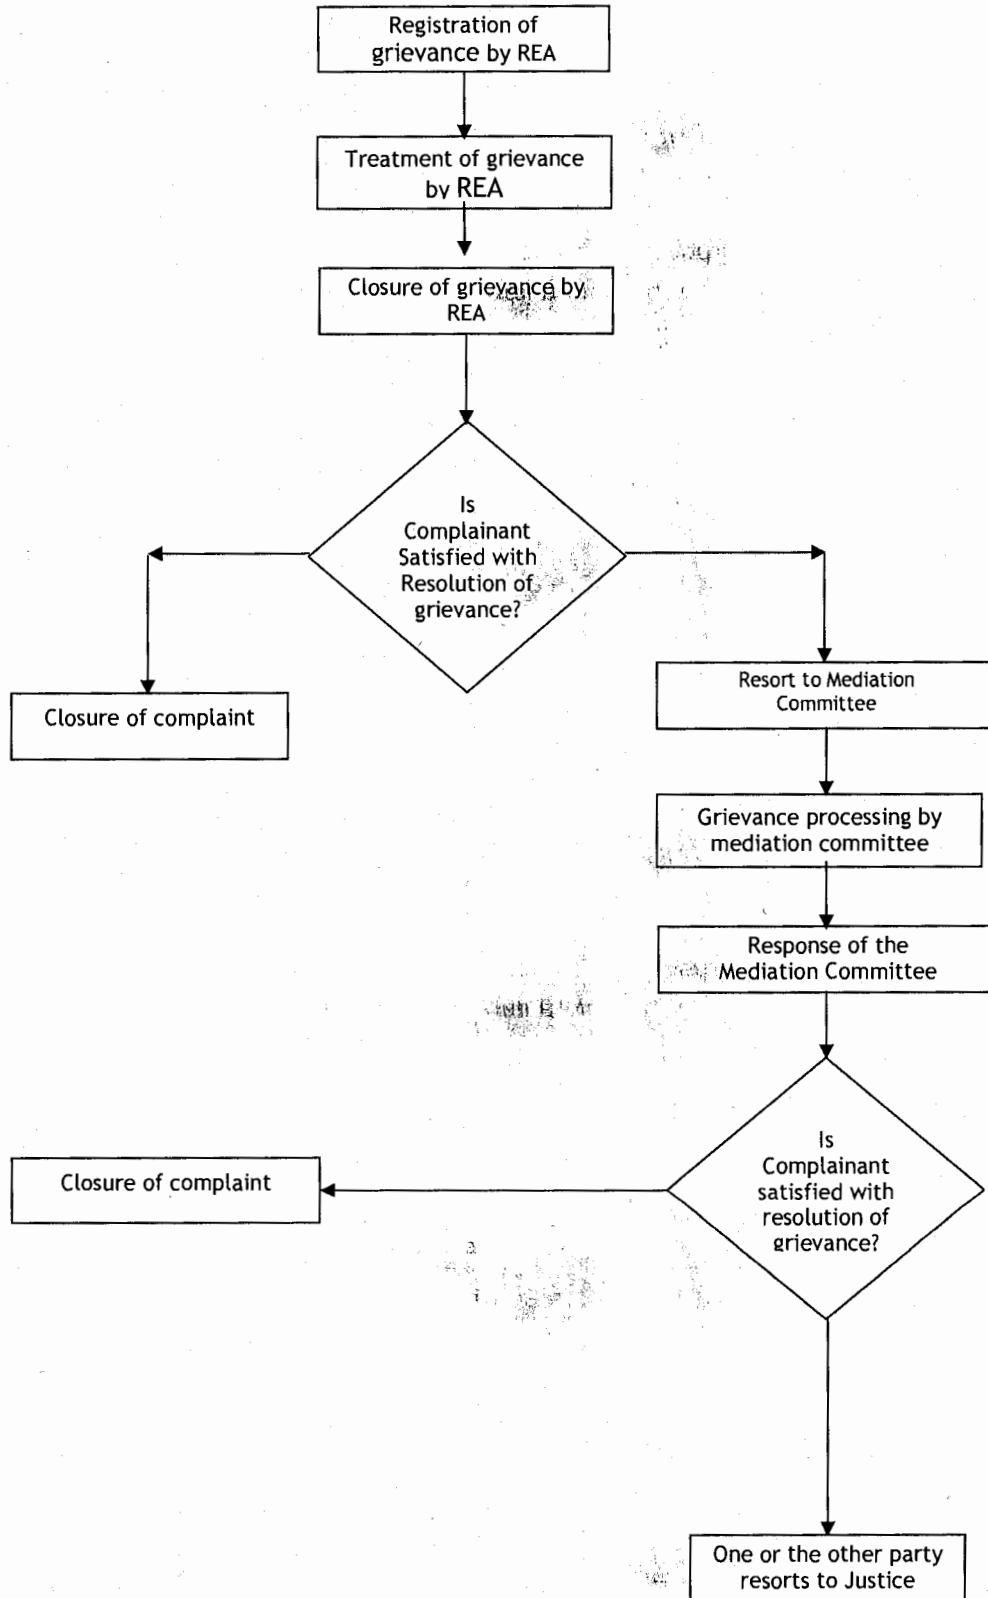 Registration of
grievance by REA
Treatment of grievance
by REA
Closure of grievance by
REA
Is
Complainant
Satisfied with
Resolution of
grievance?
Closure of complaint
Resort to Mediation
Committee
Grievance processing by
mediation committee
Response of the
Mediation Committee
Is
Complainant
satisfied with
resolution of
grievance?
Closure of complaint
One or the other party
resorts to Justice